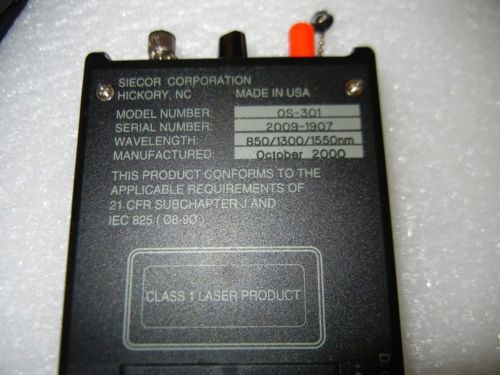 SIECOR CORPORATION
HICKORY, NC MADE IN USA
MODEL NUMBER: OS-301
SERIAL NUMBER: 2009-1907
WAVELENGTH: 850/1300/1550nm
MANUFACTURED: October 2000
THIS PRODUCT CONFORMS TO THE
APPLICABLE REQUIREMENTS OF
21 CFR SUBCHAPTER J AND
IEC 825 ( 08-90 )
CLASS 1 LASER PRODUCT